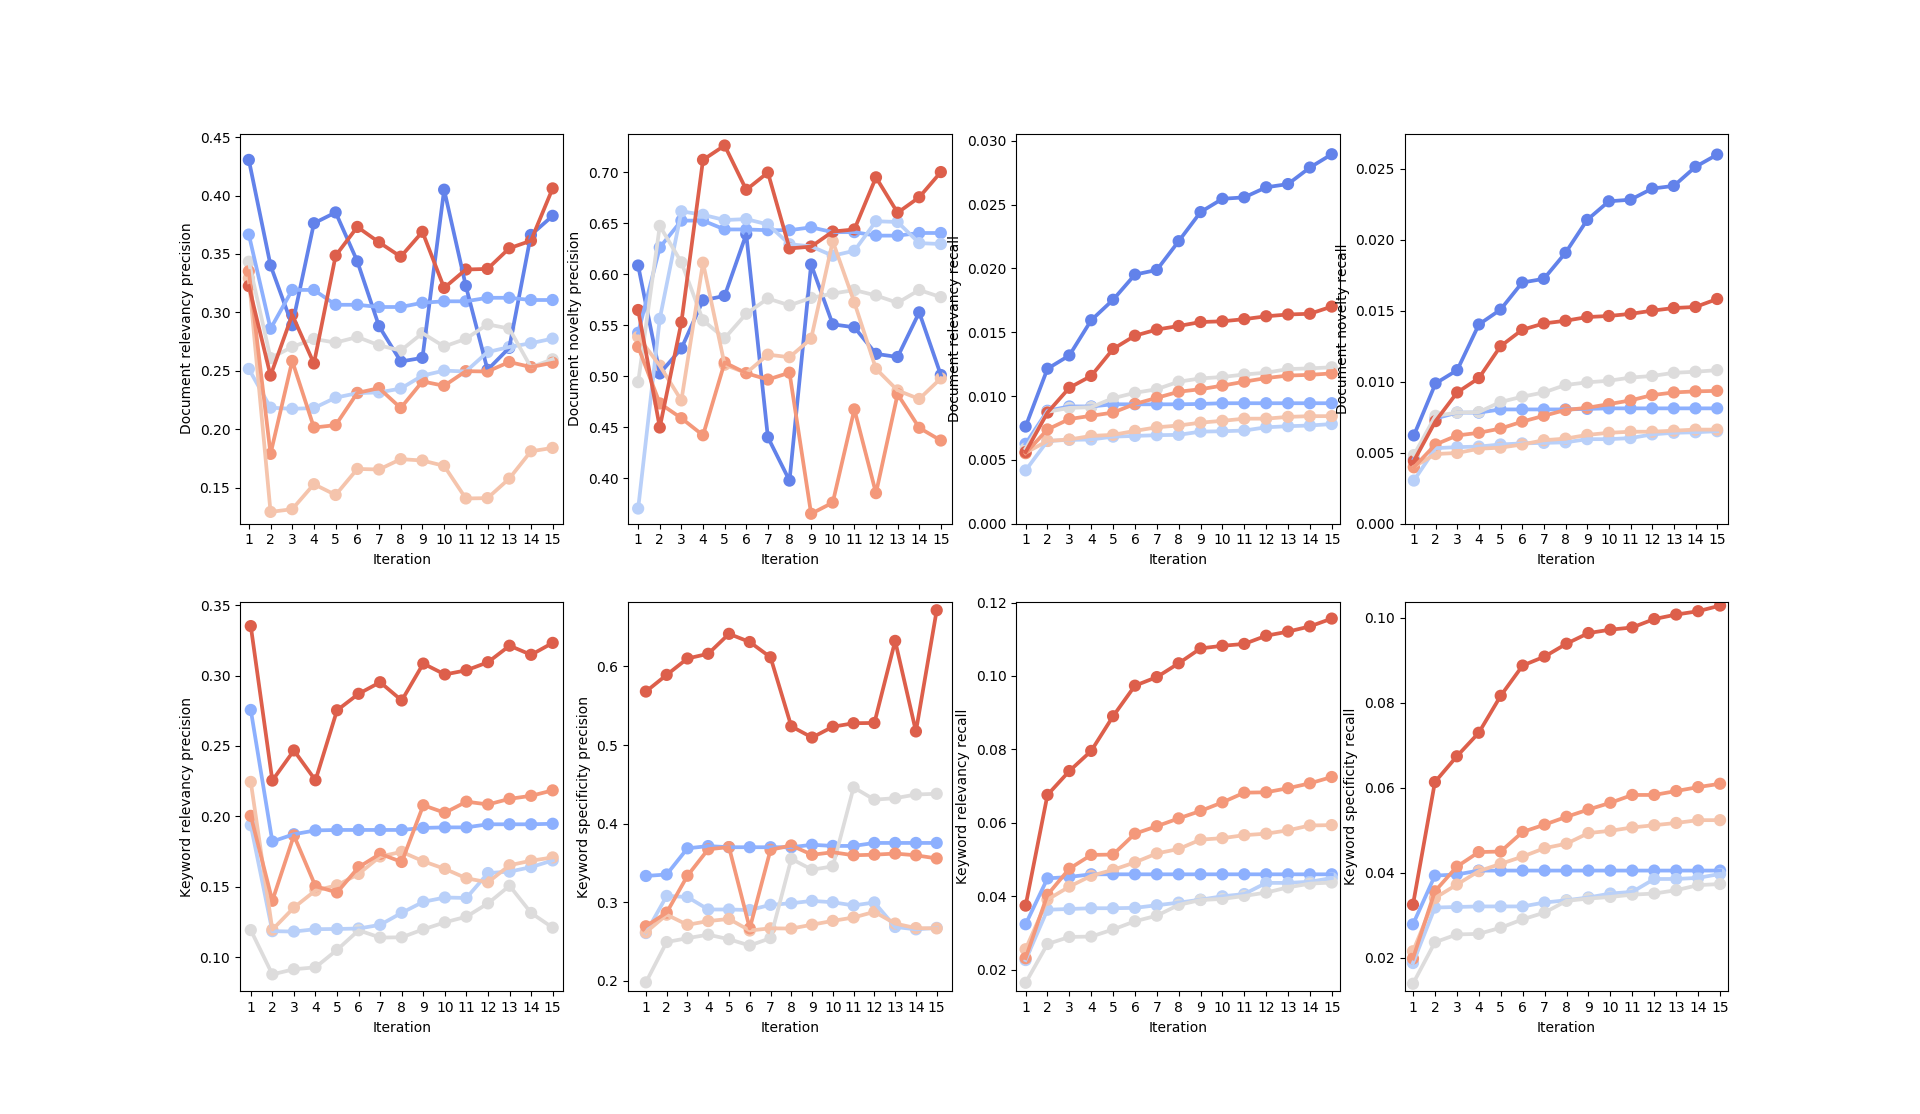 0.45
0.40
0.35
0.30
0.25
0.20
0.15
Document relevancy precision
1 2 3 4 5 6 7 8 9 10 11 12 13 14 15
Iteration
0.70
0.65
0.60
0.55
0.50
0.45
0.40
Document novelty precision
1 2 3 4 5 6 7 8 9 10 11 12 13 14 15
Iteration
0.030
0.025
0.020
0.015
0.010
0.005
0.000
Document relevancy recall
1 2 3 4 5 6 7 8 9 10 11 12 13 14 15
Iteration
0.025
0.020
0.015
0.010
0.005
0.000
Document novelty recall
1 2 3 4 5 6 7 8 9 10 11 12 13 14 15
Iteration
0.35
0.30
0.25
0.20
0.15
0.10
Keyword relevancy precision
1 2 3 4 5 6 7 8 9 10 11 12 13 14 15
Iteration
0.6
0.5
0.4
0.3
0.2
Keyword specificity precision
1 2 3 4 5 6 7 8 9 10 11 12 13 14 15
Iteration
0.12
0.10
0.08
0.06
0.04
0.02
Keyword relevancy recall
1 2 3 4 5 6 7 8 9 10 11 12 13 14 15
Iteration
0.10
0.08
0.06
0.04
0.02
Keyword specificity recall
1 2 3 4 5 6 7 8 9 10 11 12 13 14 15
Iteration